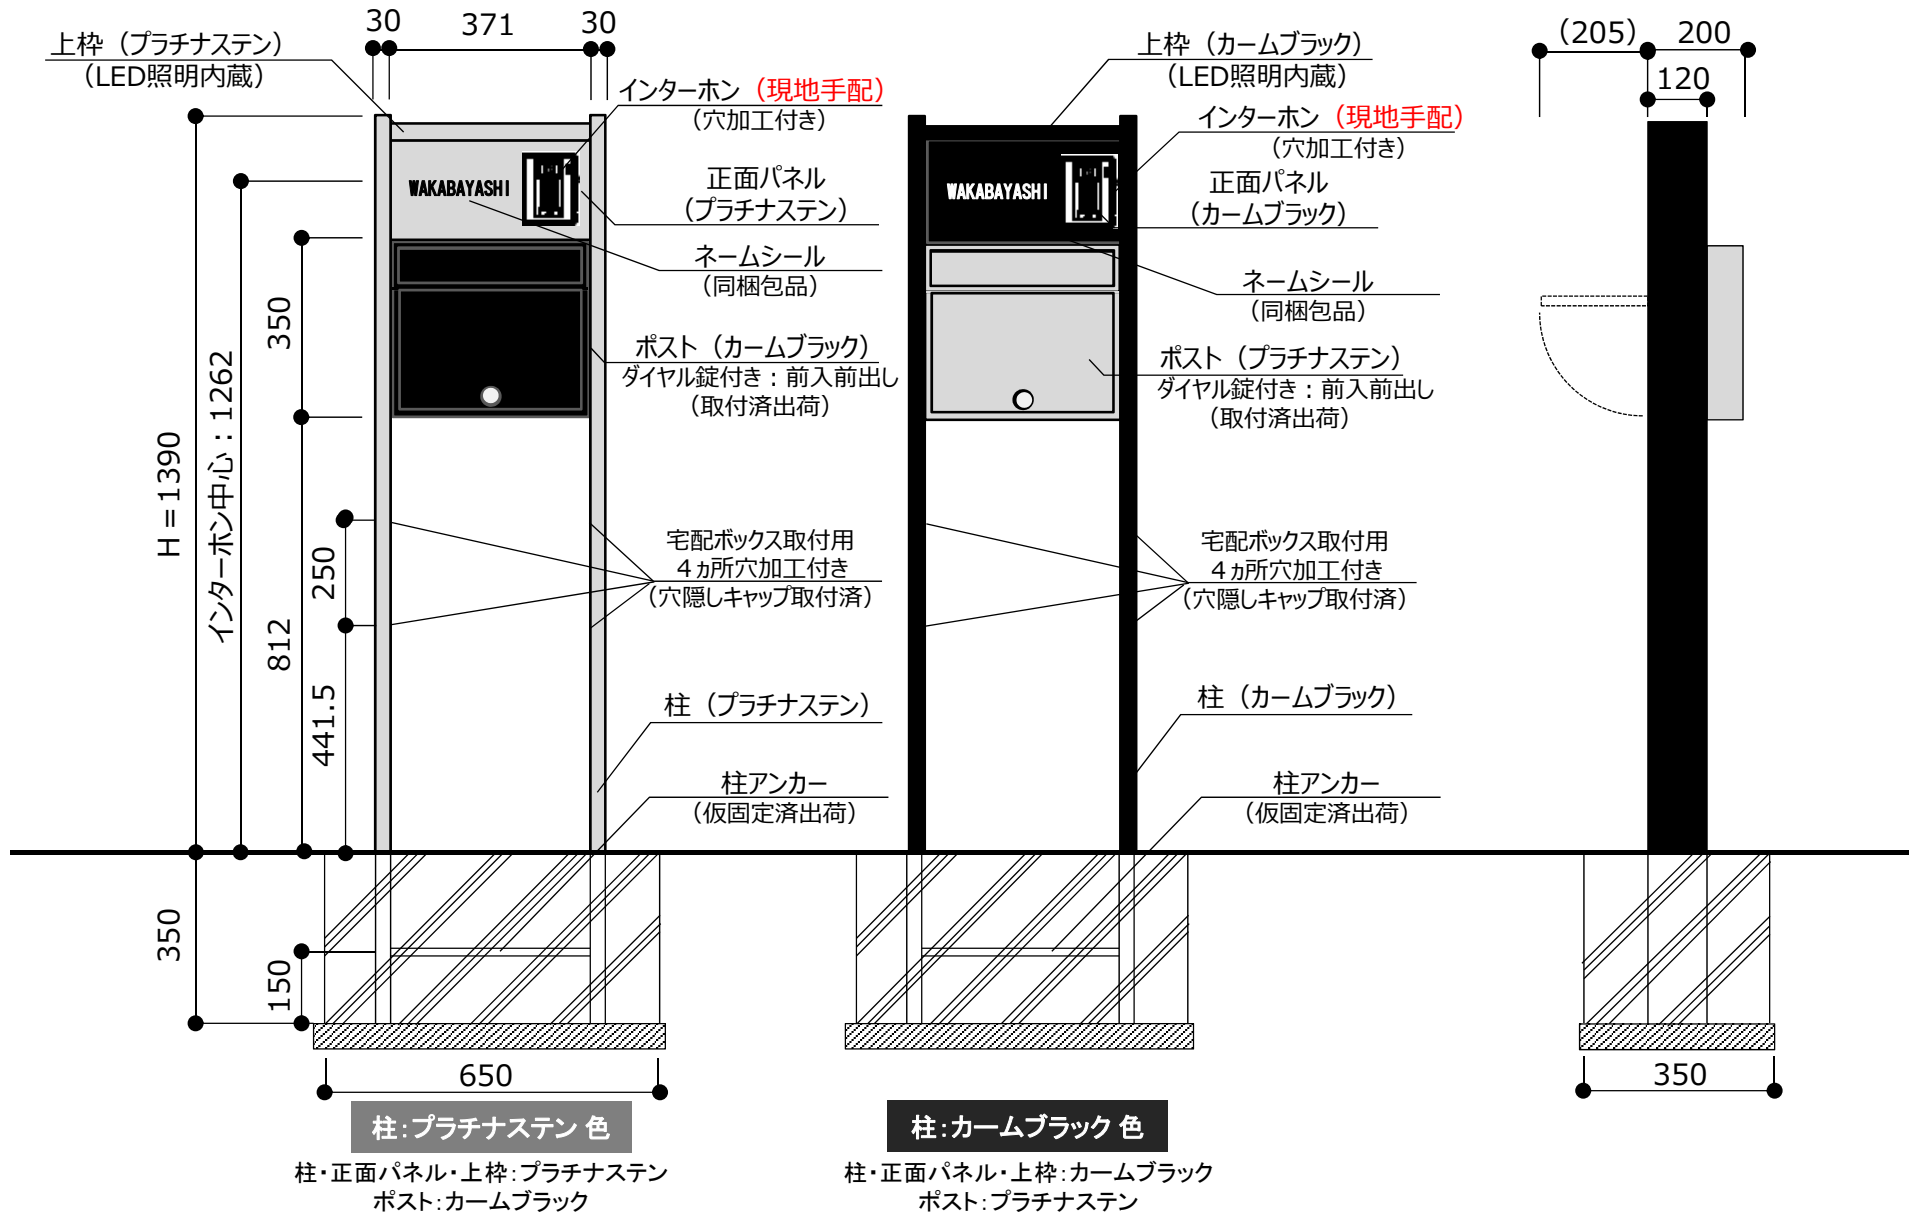 30
371
30
上枠（プラチナステン）
（LED照明内蔵）
インターホン（現地手配）
（穴加工付き）
WAKABAYASHI
正面パネル
（プラチナステン）
ネームシール
（同梱包品）
ポスト（カームブラック）
ダイヤル錠付き：前入前出し
（取付済出荷）
宅配ボックス取付用
４ヵ所穴加工付き
（穴隠しキャップ取付済）
柱（プラチナステン）
柱アンカー
（仮固定済出荷）
H＝1390
インターホン中心：1262
350
812
250
441.5
350
150
650
柱：プラチナステン 色
柱・正面パネル・上枠：プラチナステン
ポスト：カームブラック
上枠（カームブラック）
（LED照明内蔵）
インターホン（現地手配）
（穴加工付き）
WAKABAYASHI
正面パネル
（カームブラック）
ネームシール
（同梱包品）
ポスト（プラチナステン）
ダイヤル錠付き：前入前出し
（取付済出荷）
宅配ボックス取付用
４ヵ所穴加工付き
（穴隠しキャップ取付済）
柱（カームブラック）
柱アンカー
（仮固定済出荷）
柱：カームブラック 色
柱・正面パネル・上枠：カームブラック
ポスト：プラチナステン
（205）
200
120
350